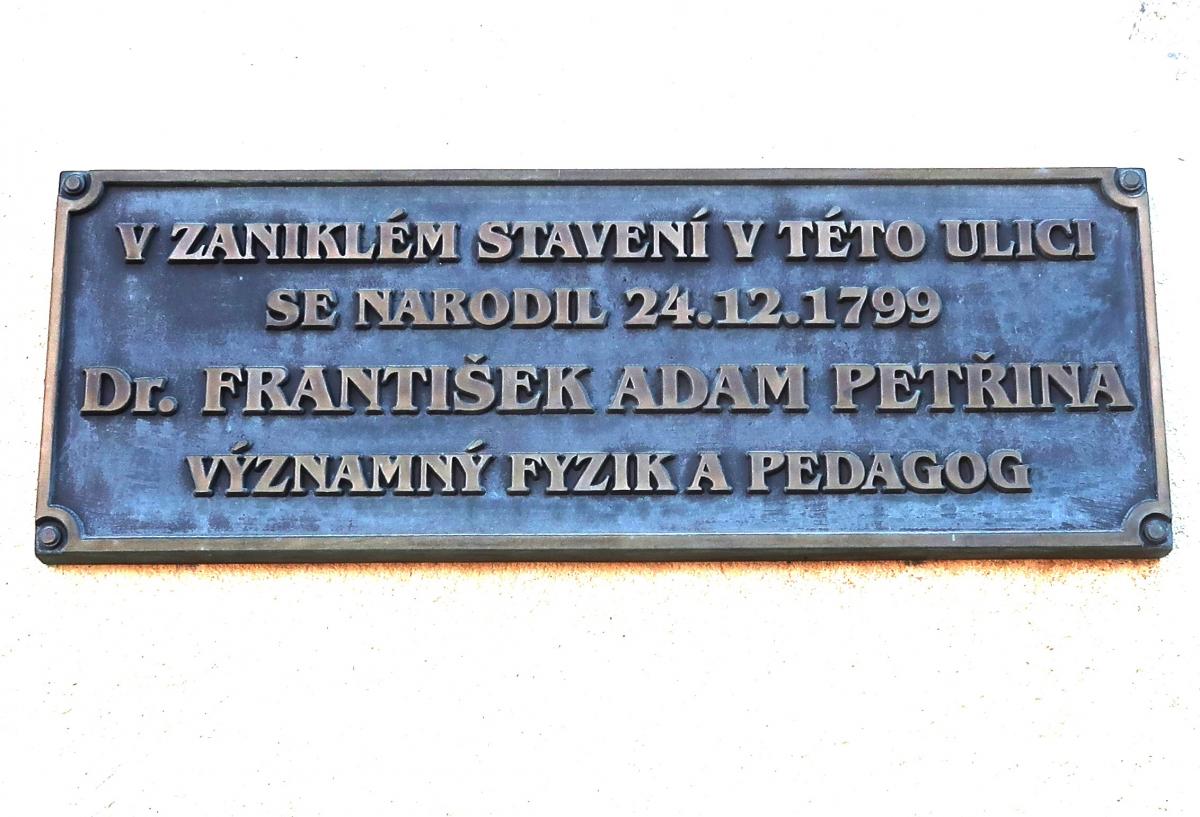 V ZANIKLÉM STAVENÍ V TÉTO ULICI
SE NARODIL 24.12.1799
Dr. FRANTIŠEK ADAM PETŘINA
VÝZNAMNÝ FYZIK A PEDAGOG